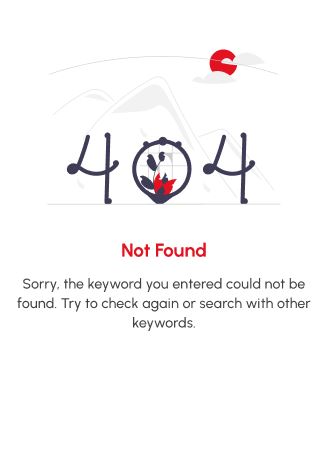 404
Not Found
Sorry, the keyword you entered could not be
found. Try to check again or search with other
keywords.